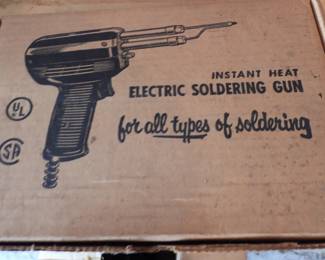 INSTANT HEAT
ELECTRIC SOLDERING GUN
for all types of soldering
UL
SA